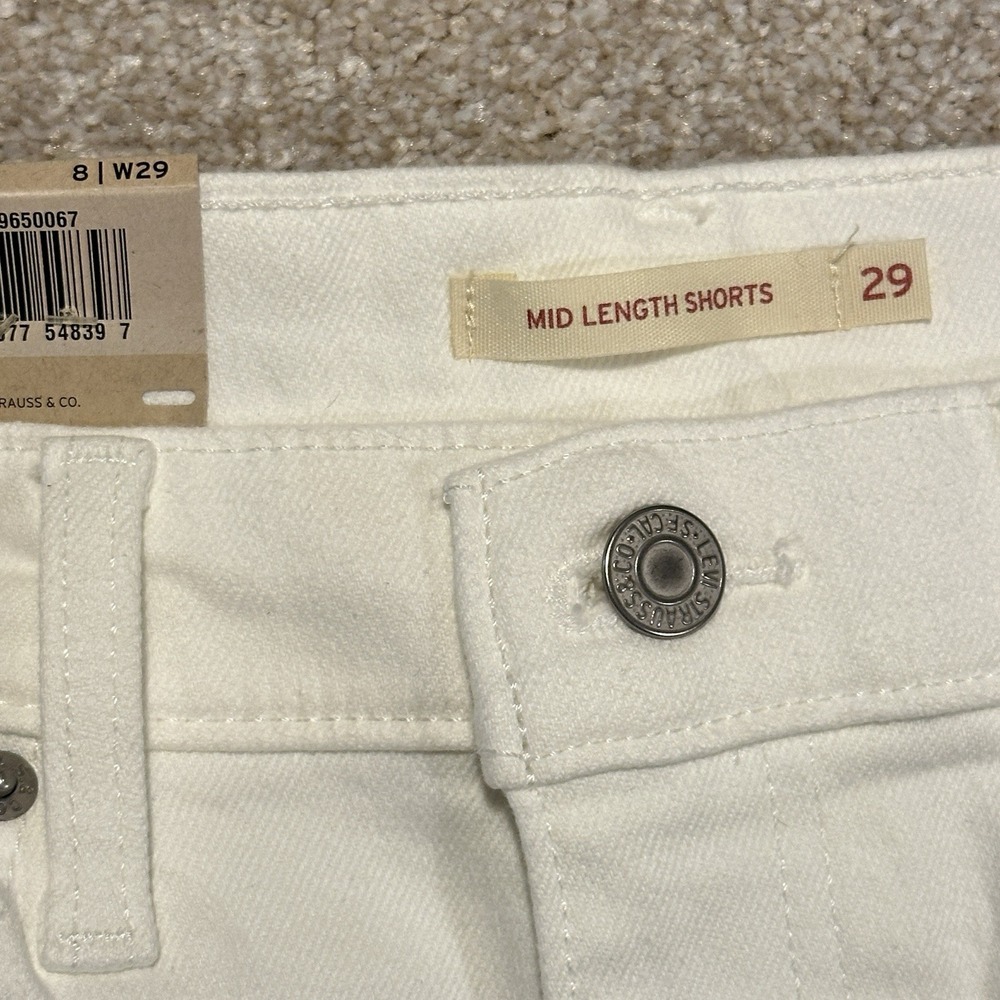 8 | W29
9650067
77 54839 7
RAUSS & CO.
MID LENGTH SHORTS
29
LEVI STRAUSS & CO. S.F. CAL.